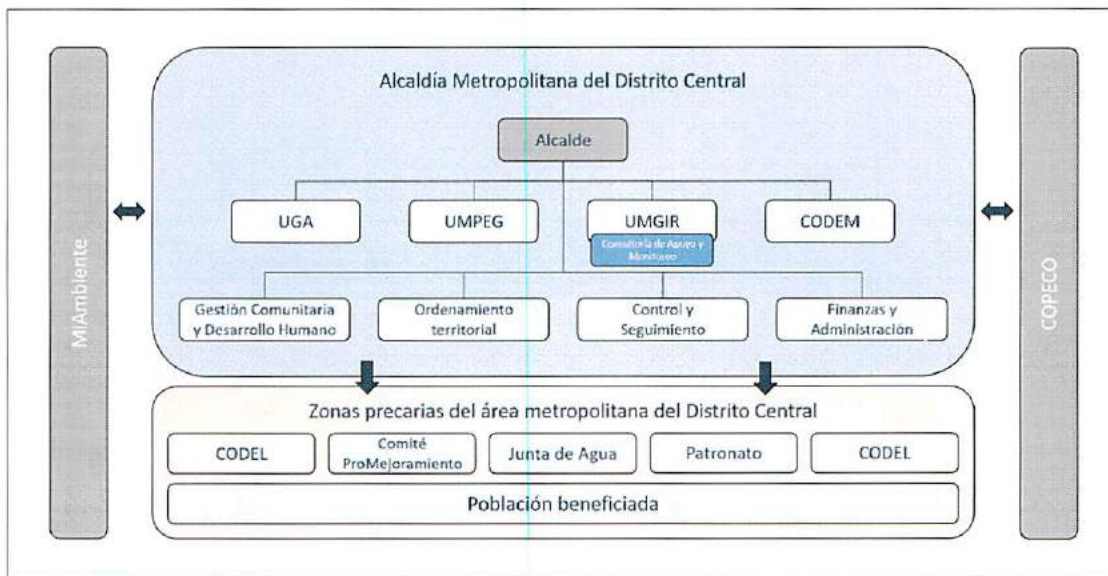 Alcaldía Metropolitana del Distrito Central
Alcalde
UGA
UMPEG
UMGIR
CODEM
Consultoría de Apoyo y
Monitoreo
Gestión Comunitaria
y Desarrollo Humano
Ordenamiento
territorial
Control y
Seguimiento
Finanzas y
Administración
MiAmbiente
COPECO
Zonas precarias del área metropolitana del Distrito Central
CODEL
Comité
ProMejoramiento
Junta de Agua
Patronato
CODEL
Población beneficiada